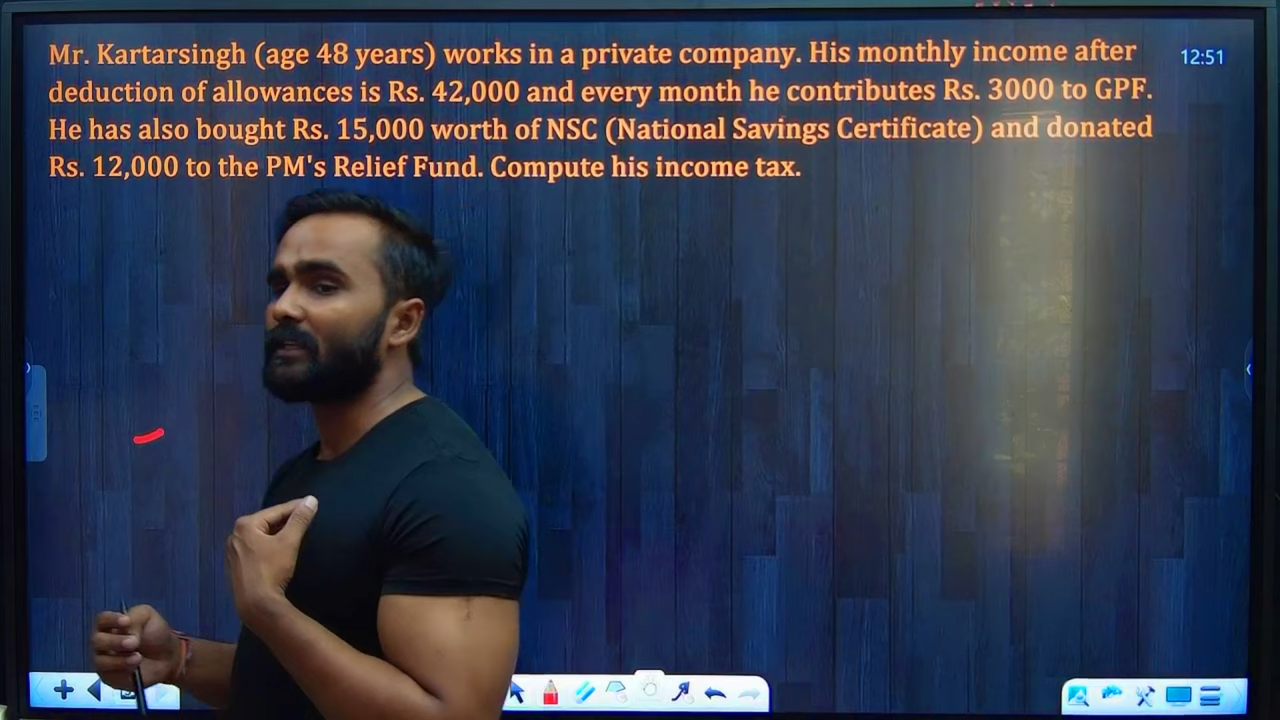 Mr. Kartarsingh (age 48 years) works in a private company. His monthly income after
12:51
deduction of allowances is Rs. 42,000 and every month he contributes Rs. 3000 to GPF.
He has also bought Rs. 15,000 worth of NSC (National Savings Certificate) and donated
Rs. 12,000 to the PM's Relief Fund. Compute his income tax.